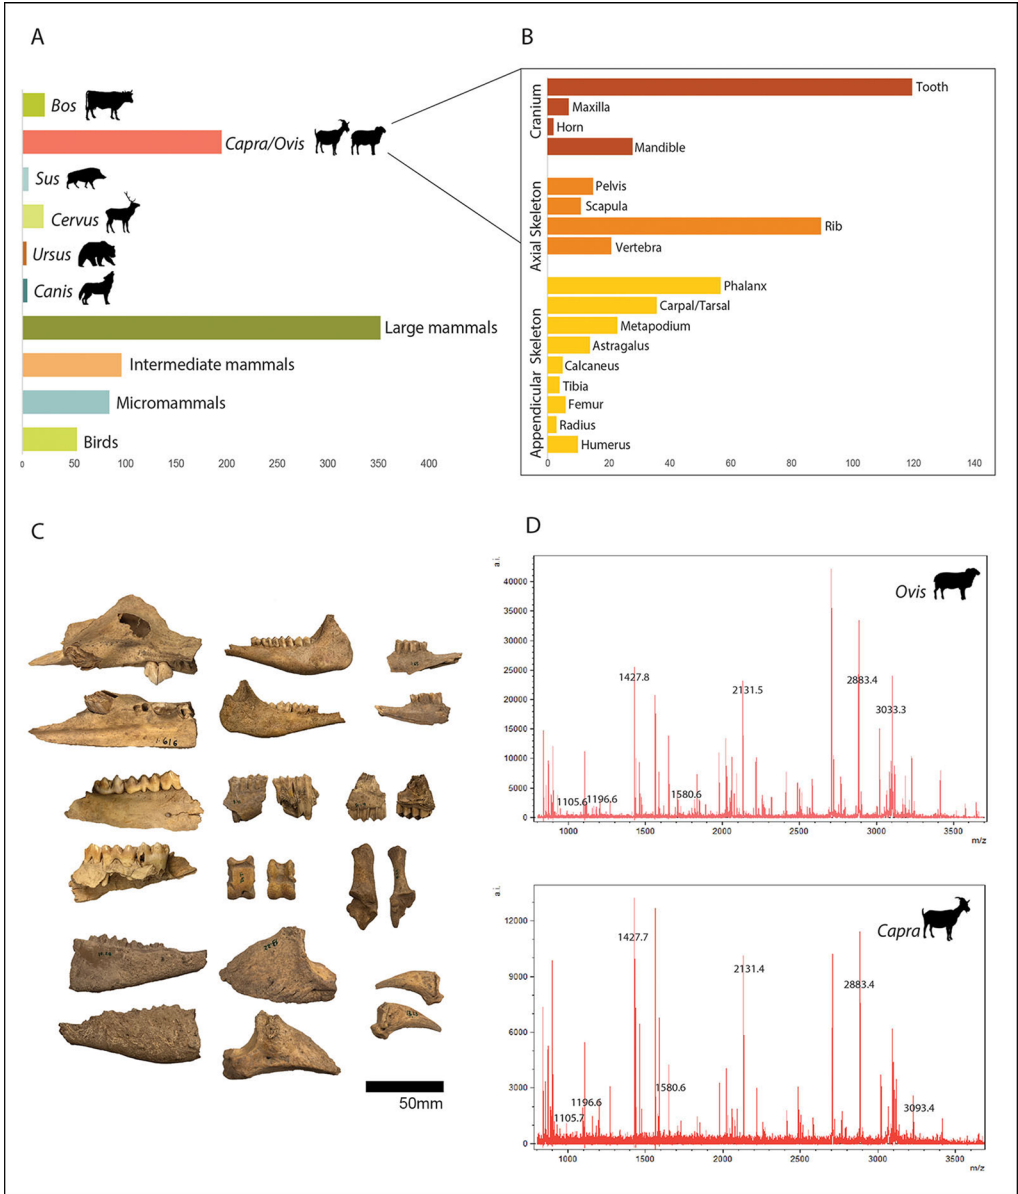 A
Bos
Capra/Ovis
Sus
Cervus
Ursus
Canis
Large mammals
Intermediate mammals
Micromammals
Birds
0 50 100 150 200 250 300 350 400
B
Cranium
Tooth
Maxilla
Horn
Mandible
Axial Skeleton
Pelvis
Scapula
Rib
Vertebra
Appendicular Skeleton
Phalanx
Carpal/Tarsal
Metapodium
Astragalus
Calcaneus
Tibia
Femur
Radius
Humerus
0 20 40 60 80 100 120 140
C
50mm
D
a.i.
Ovis
40000
35000
30000
25000
20000
15000
10000
5000
0
1105.6
1196.6
1427.8
1580.6
2131.5
2883.4
3033.3
1000 1500 2000 2500 3000 3500
m/z
a.i.
Capra
12000
9000
6000
3000
0
1105.7
1196.6
1427.7
1580.6
2131.4
2883.4
3093.4
1000 1500 2000 2500 3000 3500
m/z